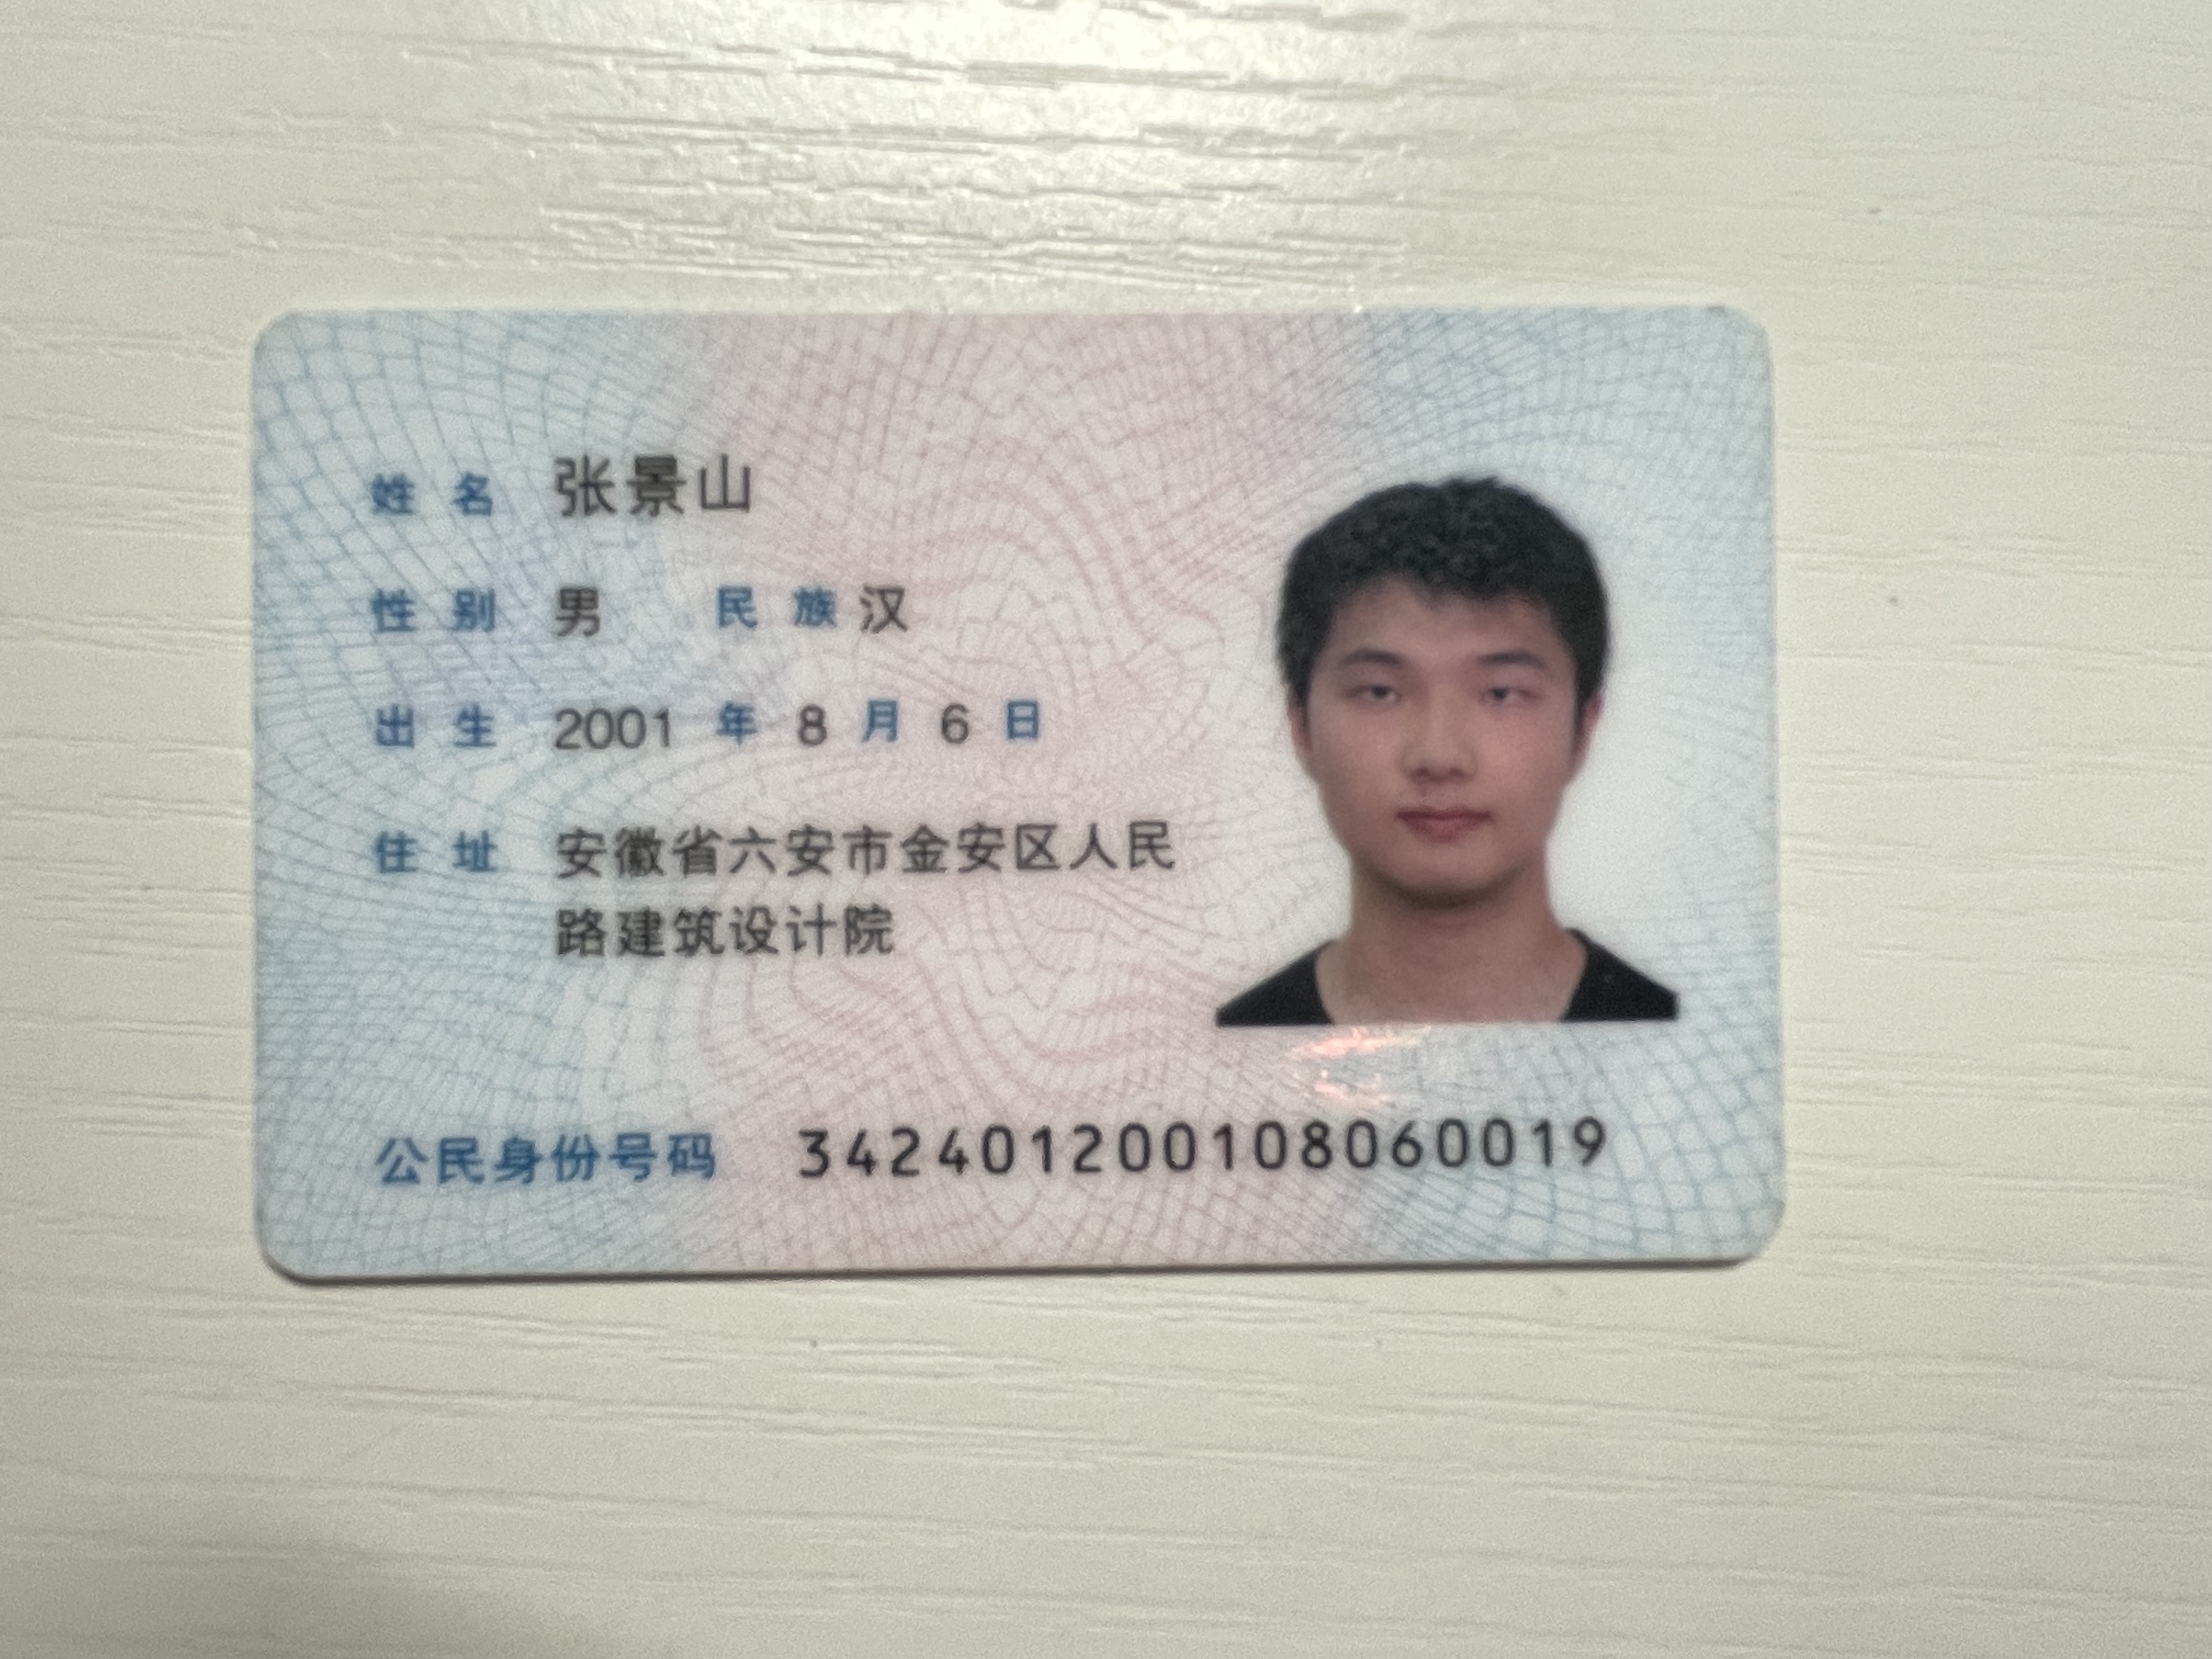 姓名 张景山
性别 男 民族 汉
出生 2001 年 8 月 6 日
住址 安徽省六安市金安区人民
路建筑设计院
公民身份号码 342401200108060019